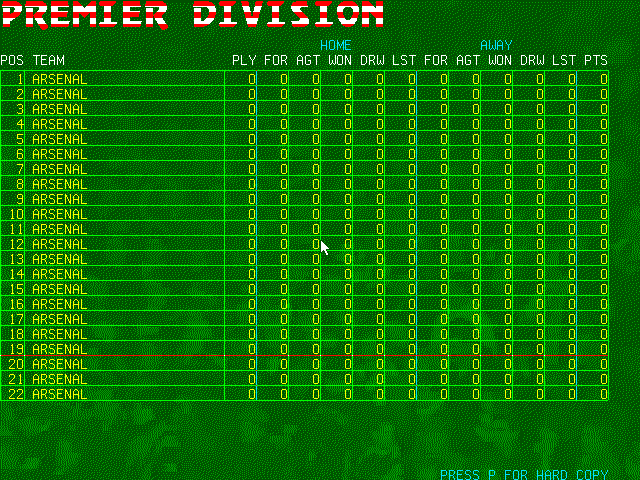 PREMIER DIVISION
HOME AWAY
POS TEAM PLY FOR AGT WON DRW LST FOR AGT WON DRW LST PTS
1 ARSENAL 0 0 0 0 0 0 0 0 0 0 0 0
2 ARSENAL 0 0 0 0 0 0 0 0 0 0 0 0
3 ARSENAL 0 0 0 0 0 0 0 0 0 0 0 0
4 ARSENAL 0 0 0 0 0 0 0 0 0 0 0 0
5 ARSENAL 0 0 0 0 0 0 0 0 0 0 0 0
6 ARSENAL 0 0 0 0 0 0 0 0 0 0 0 0
7 ARSENAL 0 0 0 0 0 0 0 0 0 0 0 0
8 ARSENAL 0 0 0 0 0 0 0 0 0 0 0 0
9 ARSENAL 0 0 0 0 0 0 0 0 0 0 0 0
10 ARSENAL 0 0 0 0 0 0 0 0 0 0 0 0
11 ARSENAL 0 0 0 0 0 0 0 0 0 0 0 0
12 ARSENAL 0 0 0 0 0 0 0 0 0 0 0 0
13 ARSENAL 0 0 0 0 0 0 0 0 0 0 0 0
14 ARSENAL 0 0 0 0 0 0 0 0 0 0 0 0
15 ARSENAL 0 0 0 0 0 0 0 0 0 0 0 0
16 ARSENAL 0 0 0 0 0 0 0 0 0 0 0 0
17 ARSENAL 0 0 0 0 0 0 0 0 0 0 0 0
18 ARSENAL 0 0 0 0 0 0 0 0 0 0 0 0
19 ARSENAL 0 0 0 0 0 0 0 0 0 0 0 0
20 ARSENAL 0 0 0 0 0 0 0 0 0 0 0 0
21 ARSENAL 0 0 0 0 0 0 0 0 0 0 0 0
22 ARSENAL 0 0 0 0 0 0 0 0 0 0 0 0
PRESS P FOR HARD COPY